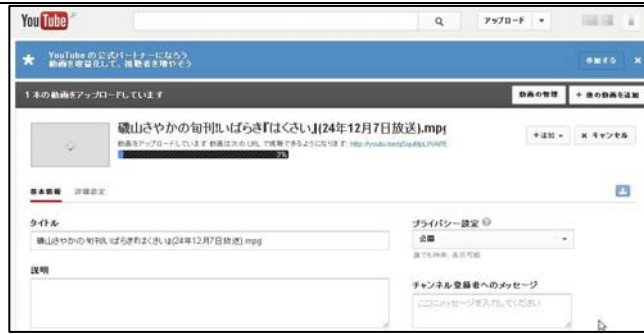 You Tube JP
アップロード
YouTube の公式パートナーになろう
動画を収益化して、視聴者を増やそう
参加する ×
1 本の動画をアップロードしています
動画の管理
+ 他の動画を追加
磯山さやかの旬刊!いばらき『はくさい』(24年12月7日放送).mpg
+追加
× キャンセル
動画をアップロードしています 動画は次の URL で視聴できるようになります:
7%
基本情報 詳細設定
タイトル
磯山さやかの旬刊!いばらき『はくさい』(24年12月7日放送).mpg
プライバシー設定
公開
誰でも検索、表示可能
説明
チャンネル登録者へのメッセージ
ここにメッセージを入力してください